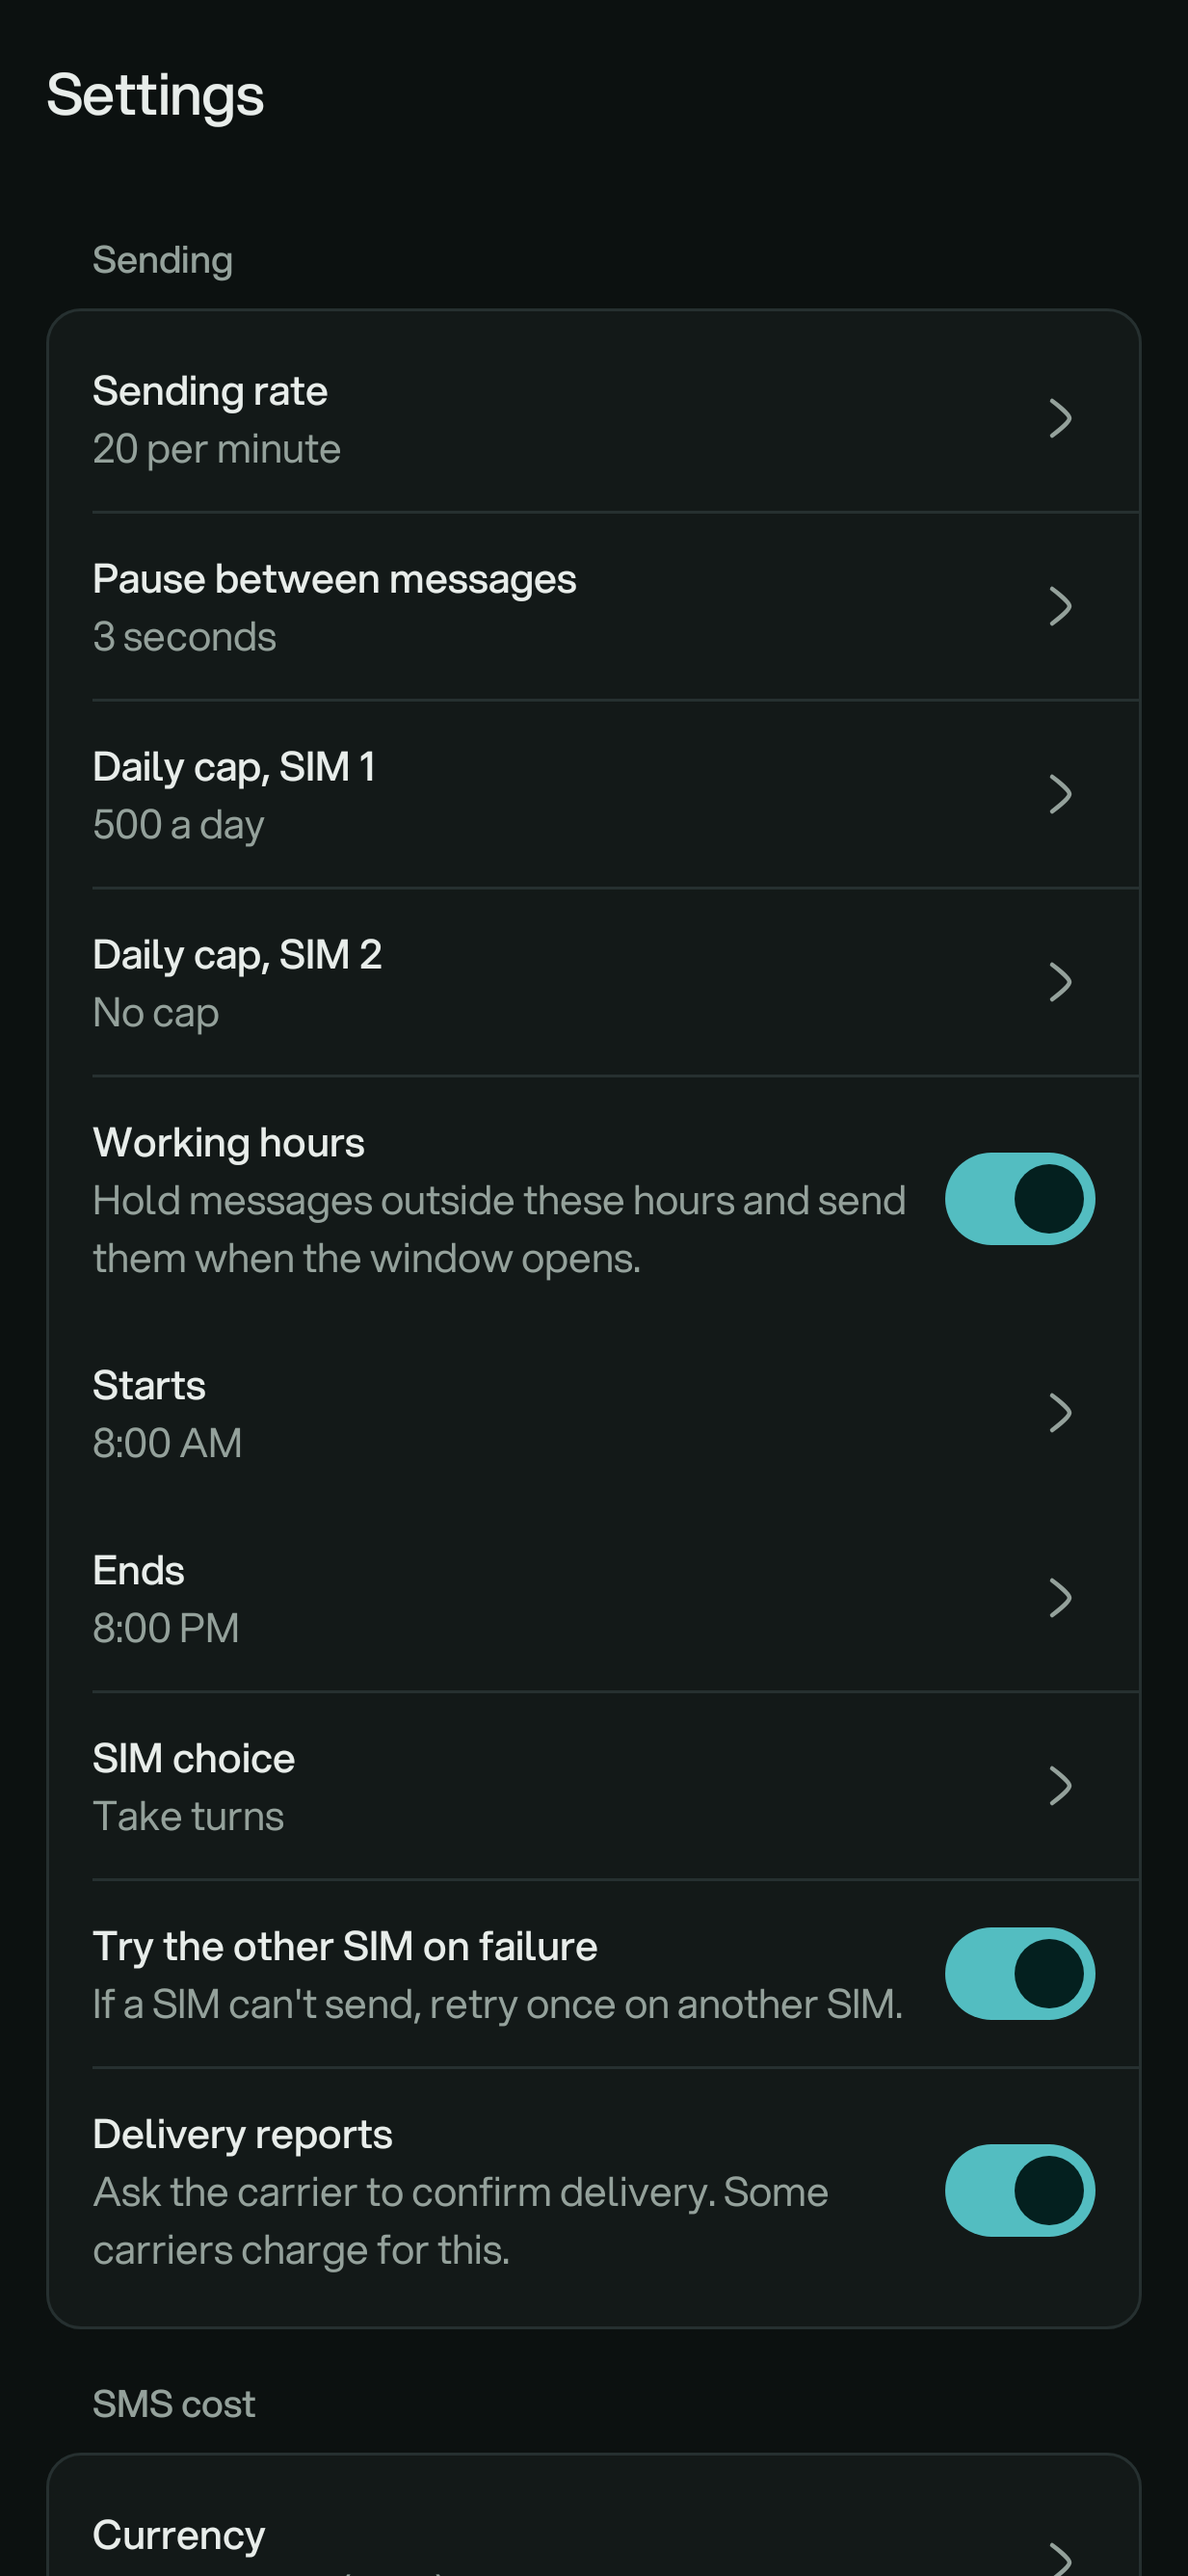 Settings
Sending
Sending rate
20 per minute
Pause between messages
3 seconds
Daily cap, SIM 1
500 a day
Daily cap, SIM 2
No cap
Working hours
Hold messages outside these hours and send
them when the window opens.
Starts
8:00 AM
Ends
8:00 PM
SIM choice
Take turns
Try the other SIM on failure
If a SIM can't send, retry once on another SIM.
Delivery reports
Ask the carrier to confirm delivery. Some
carriers charge for this.
SMS cost
Currency